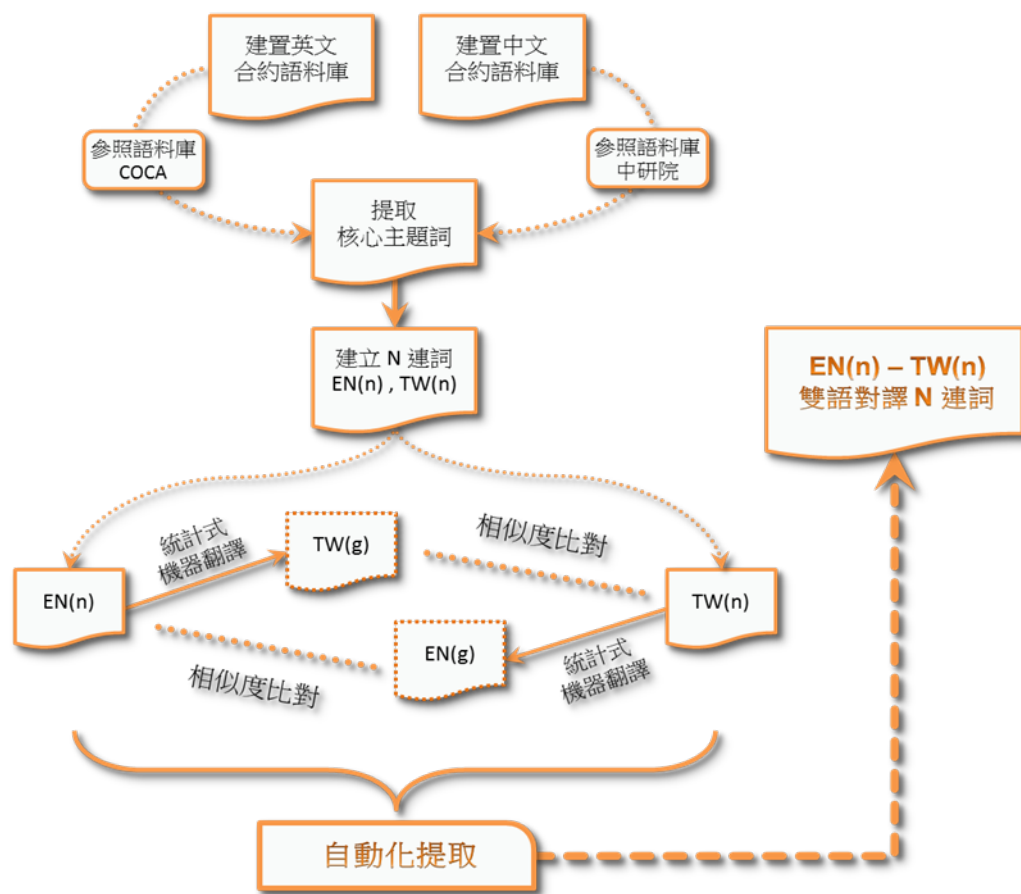 建置英文
合約語料庫
建置中文
合約語料庫
參照語料庫
COCA
參照語料庫
中研院
提取
核心主題詞
建立 N 連詞
EN(n) , TW(n)
EN(n) – TW(n)
雙語對譯 N 連詞
統計式
機器翻譯
TW(g)
相似度比對
EN(n)
TW(n)
EN(g)
相似度比對
統計式
機器翻譯
自動化提取